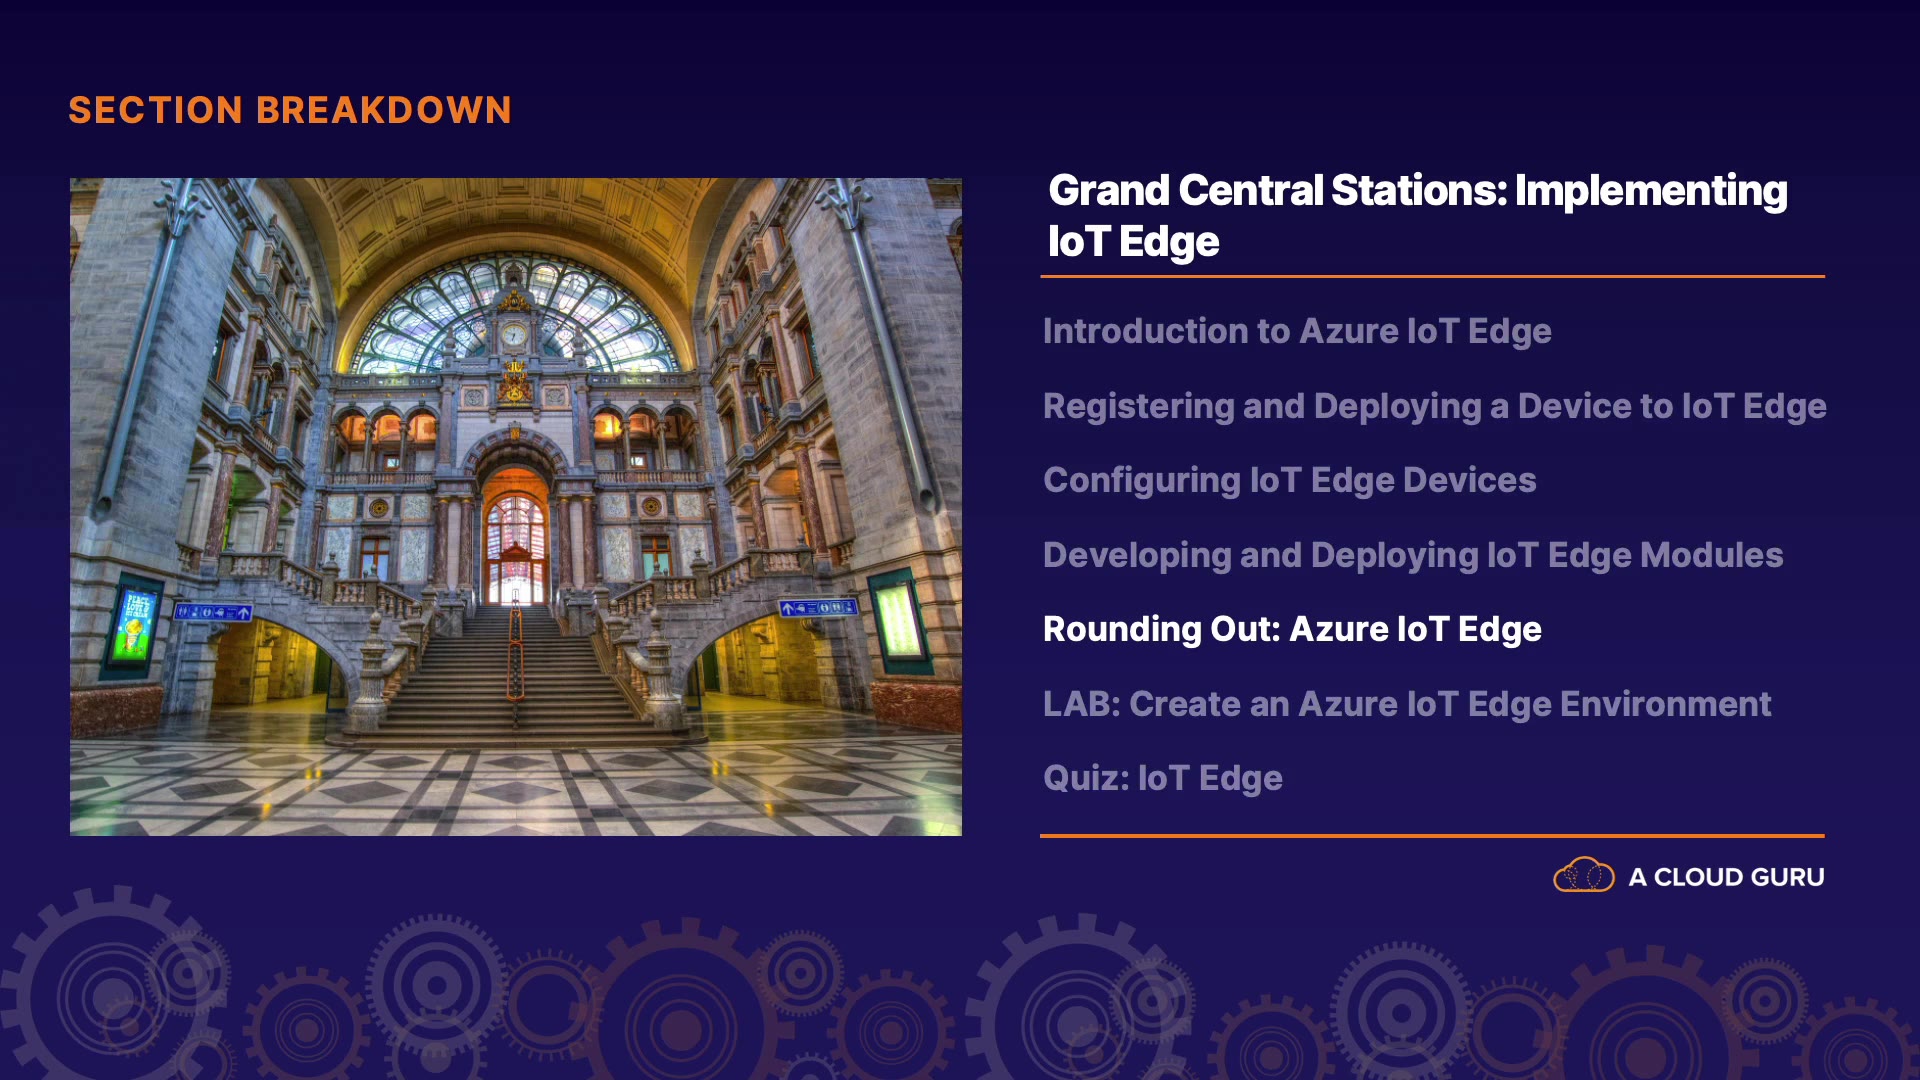 SECTION BREAKDOWN
Grand Central Stations: Implementing
IoT Edge
Introduction to Azure IoT Edge
Registering and Deploying a Device to IoT Edge
Configuring IoT Edge Devices
Developing and Deploying IoT Edge Modules
Rounding Out: Azure IoT Edge
LAB: Create an Azure IoT Edge Environment
Quiz: IoT Edge
A CLOUD GURU